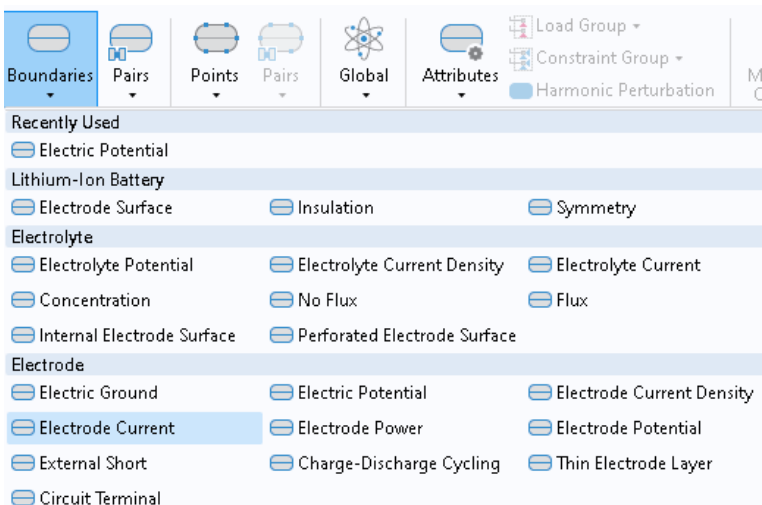 Load Group
Constraint Group
Boundaries Pairs Points Pairs Global Attributes
Harmonic Perturbation
Recently Used
Electric Potential
Lithium-Ion Battery
Electrode Surface Insulation Symmetry
Electrolyte
Electrolyte Potential Electrolyte Current Density Electrolyte Current
Concentration No Flux Flux
Internal Electrode Surface Perforated Electrode Surface
Electrode
Electric Ground Electric Potential Electrode Current Density
Electrode Current Electrode Power Electrode Potential
External Short Charge-Discharge Cycling Thin Electrode Layer
Circuit Terminal